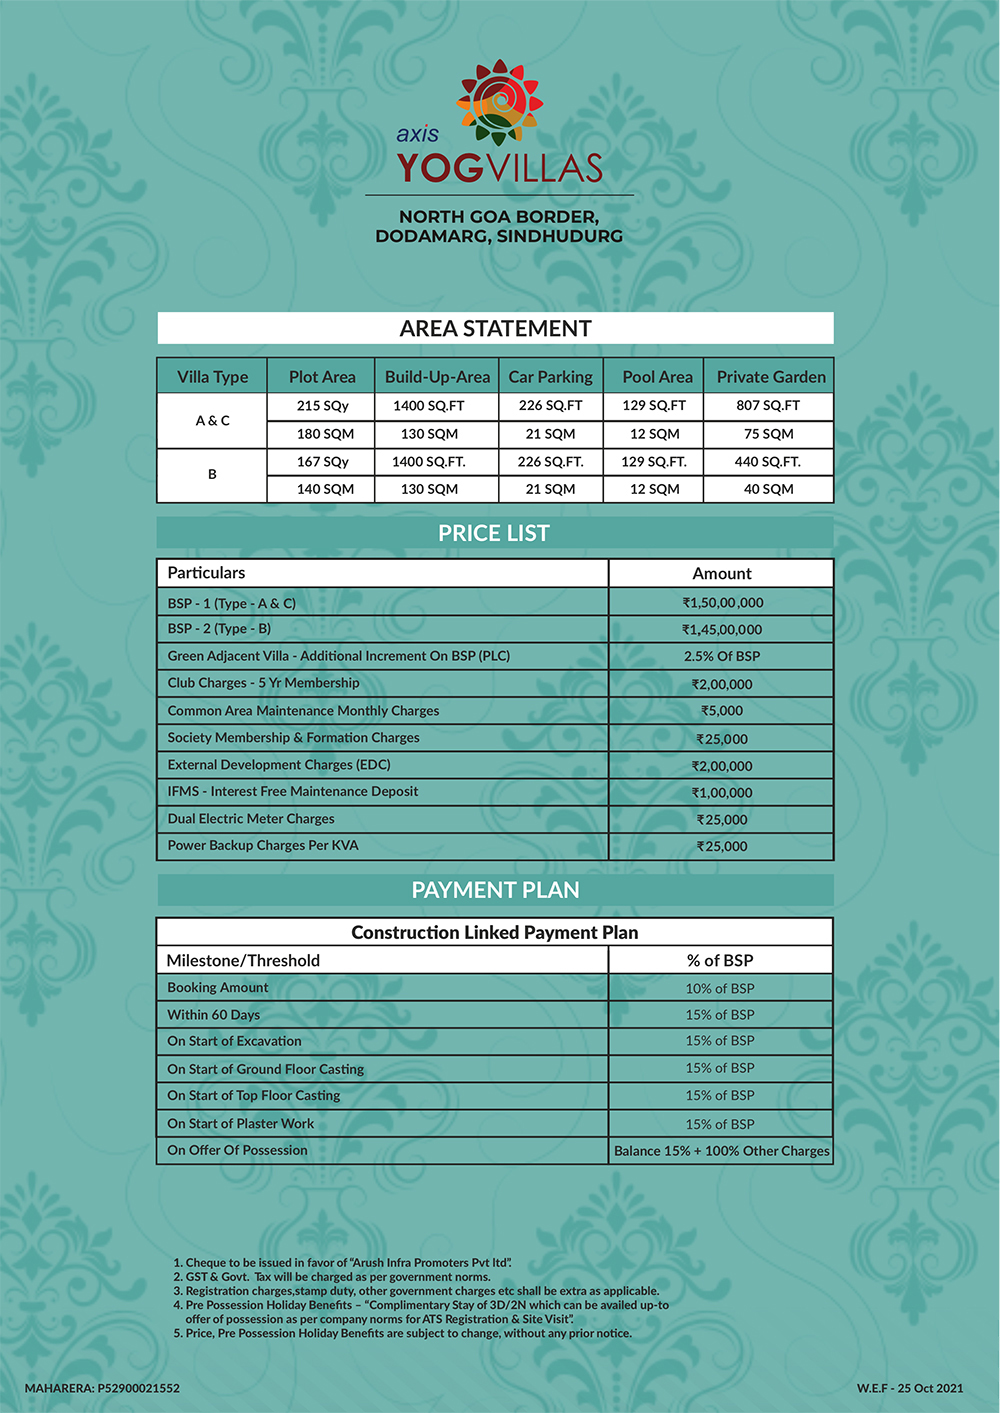 axis
YOGVILLAS
NORTH GOA BORDER,
DODAMARG, SINDHUDURG
AREA STATEMENT
Villa Type Plot Area Build-Up-Area Car Parking Pool Area Private Garden
A & C
215 SQy 1400 SQ.FT 226 SQ.FT 129 SQ.FT 807 SQ.FT
180 SQM 130 SQM 21 SQM 12 SQM 75 SQM
B
167 SQy 1400 SQ.FT. 226 SQ.FT. 129 SQ.FT. 440 SQ.FT.
140 SQM 130 SQM 21 SQM 12 SQM 40 SQM
PRICE LIST
Particulars Amount
BSP - 1 (Type - A & C) ₹1,50,00,000
BSP - 2 (Type - B) ₹1,45,00,000
Green Adjacent Villa - Additional Increment On BSP (PLC) 2.5% Of BSP
Club Charges - 5 Yr Membership ₹2,00,000
Common Area Maintenance Monthly Charges ₹5,000
Society Membership & Formation Charges ₹25,000
External Development Charges (EDC) ₹2,00,000
IFMS - Interest Free Maintenance Deposit ₹1,00,000
Dual Electric Meter Charges ₹25,000
Power Backup Charges Per KVA ₹25,000
PAYMENT PLAN
Construction Linked Payment Plan
Milestone/Threshold % of BSP
Booking Amount 10% of BSP
Within 60 Days 15% of BSP
On Start of Excavation 15% of BSP
On Start of Ground Floor Casting 15% of BSP
On Start of Top Floor Casting 15% of BSP
On Start of Plaster Work 15% of BSP
On Offer Of Possession Balance 15% + 100% Other Charges
1. Cheque to be issued in favor of "Arush Infra Promoters Pvt ltd".
2. GST & Govt. Tax will be charged as per government norms.
3. Registration charges,stamp duty, other government charges etc shall be extra as applicable.
4. Pre Possession Holiday Benefits – "Complimentary Stay of 3D/2N which can be availed up-to
offer of possession as per company norms for ATS Registration & Site Visit".
5. Price, Pre Possession Holiday Benefits are subject to change, without any prior notice.
MAHARERA: P52900021552 W.E.F - 25 Oct 2021